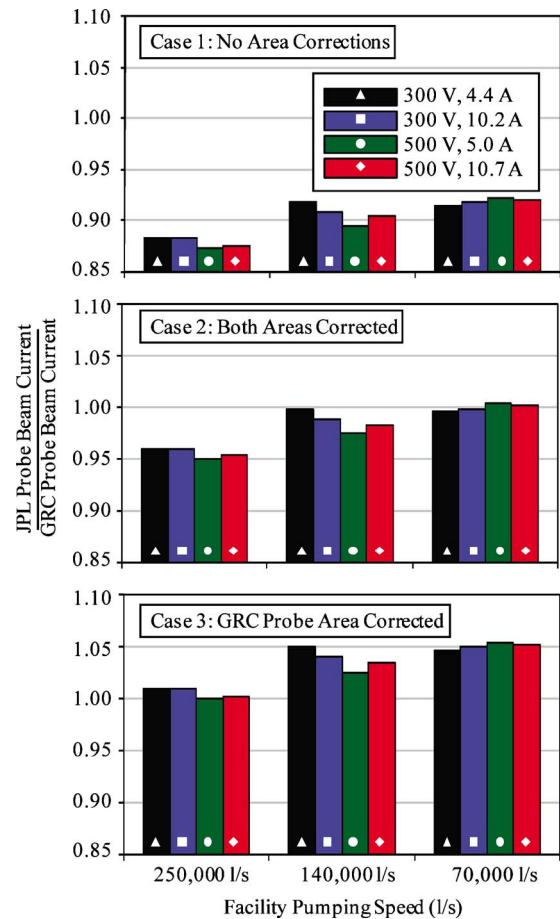 1.10
Case 1: No Area Corrections
1.05
300 V, 4.4 A
300 V, 10.2 A
500 V, 5.0 A
500 V, 10.7 A
1.00
0.95
0.90
0.85
1.10
Case 2: Both Areas Corrected
1.05
1.00
0.95
0.90
0.85
JPL Probe Beam Current
GRC Probe Beam Current
1.10
Case 3: GRC Probe Area Corrected
1.05
1.00
0.95
0.90
0.85
250,000 l/s 140,000 l/s 70,000 l/s
Facility Pumping Speed (l/s)